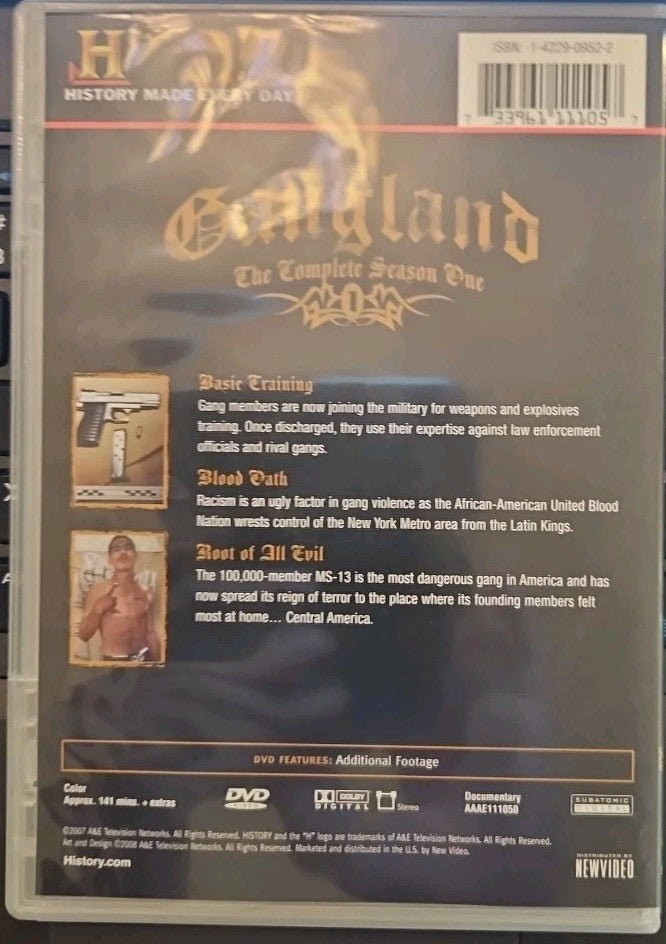 H
ISBN: 1-4229-0952-2
HISTORY MADE EVERY DAY
7 33961 11105 7
Gangland
The Complete Season One
1
Basic Training
Gang members are now joining the military for weapons and explosives
training. Once discharged, they use their expertise against law enforcement
officials and rival gangs.
Blood Oath
Racism is an ugly factor in gang violence as the African-American United Blood
Nation wrests control of the New York Metro area from the Latin Kings.
Root of All Evil
The 100,000-member MS-13 is the most dangerous gang in America and has
now spread its reign of terror to the place where its founding members felt
most at home... Central America.
DVD FEATURES: Additional Footage
Color
Approx. 141 mins. + extras
DVD
VIDEO
DOLBY
DIGITAL
Stereo
Documentary
AAAE111050
SUBATOMIC
DIGITAL
©2007 A&E Television Networks. All Rights Reserved. HISTORY and the "H" logo are trademarks of A&E Television Networks. All Rights Reserved.
Art and Design ©2008 A&E Television Networks. All Rights Reserved. Marketed and distributed in the U.S. by New Video.
History.com
DISTRIBUTED BY
NEWVIDEO